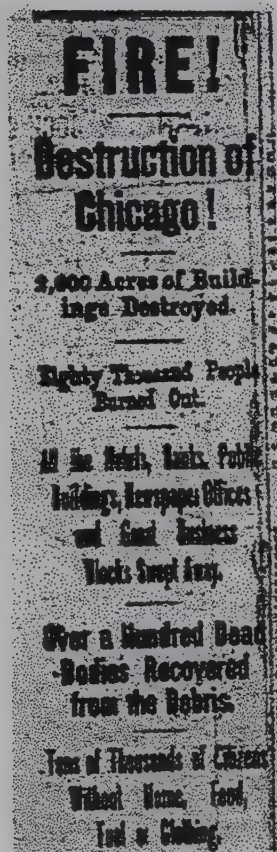 FIRE!
Destruction of
Chicago!
2,000 Acres of Build-
ings Destroyed.
Eighty Thousand People
Burned Out.
All the Hotels, Banks, Public
Buildings, Newspaper Offices
and Great Business
Blocks Swept Away.
Over a Hundred Dead
Bodies Recovered
from the Debris.
Tens of Thousands of Citizens
Without Home, Food,
Fuel or Clothing.